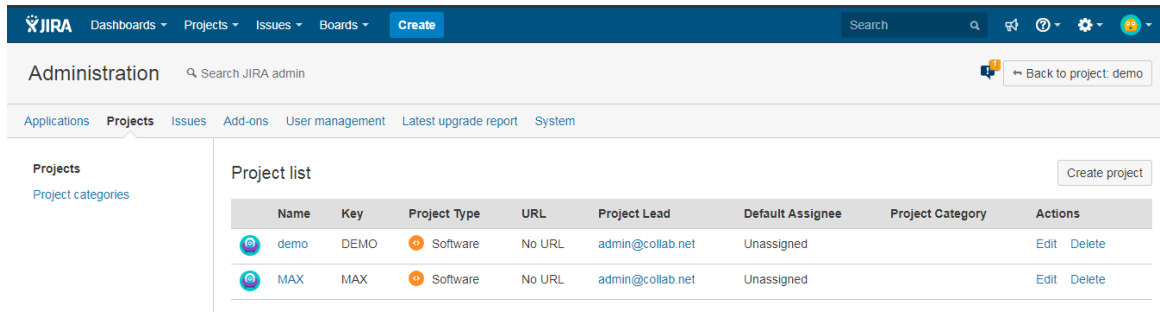 JIRA Dashboards Projects Issues Boards Create Search
Administration Search JIRA admin Back to project: demo
Applications Projects Issues Add-ons User management Latest upgrade report System
Projects
Project categories
Project list Create project
Name Key Project Type URL Project Lead Default Assignee Project Category Actions
demo DEMO Software No URL admin@collab.net Unassigned Edit Delete
MAX MAX Software No URL admin@collab.net Unassigned Edit Delete